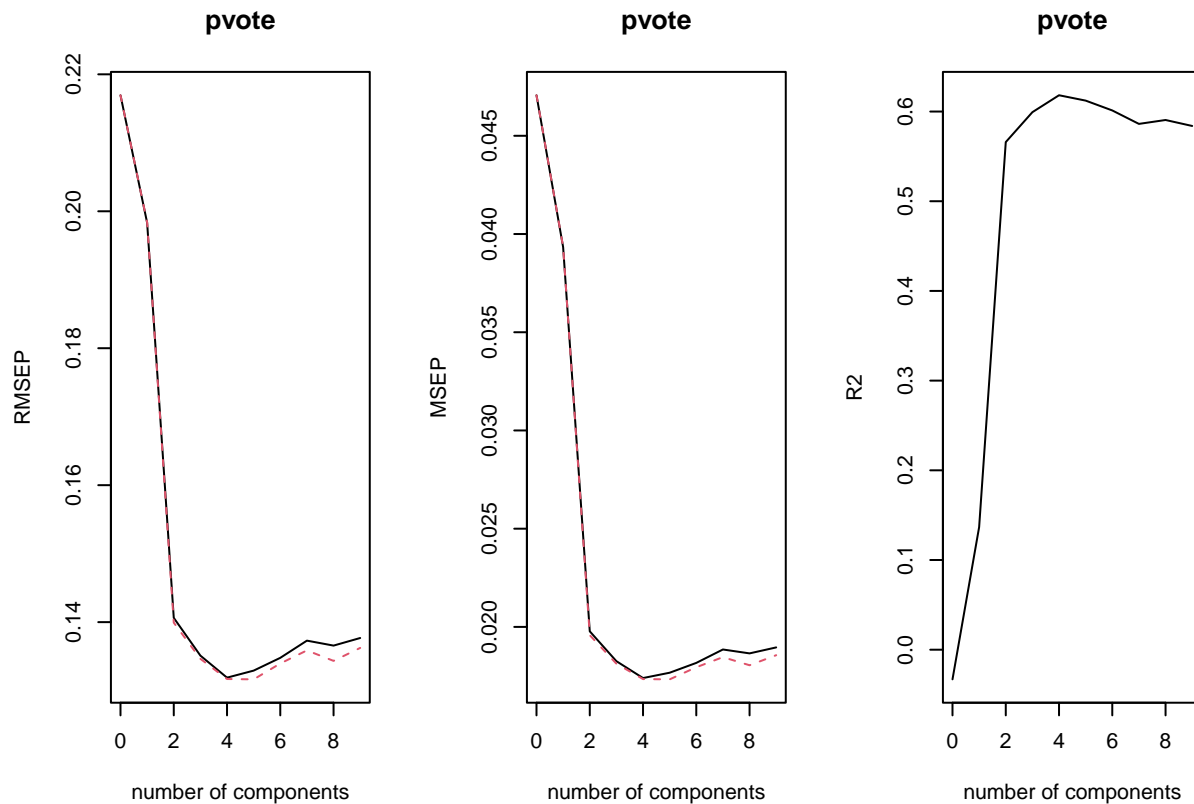 pvote
RMSEP
0.22
0.20
0.18
0.16
0.14
0 2 4 6 8
number of components
pvote
MSEP
0.045
0.040
0.035
0.030
0.025
0.020
0 2 4 6 8
number of components
pvote
R2
0.6
0.5
0.4
0.3
0.2
0.1
0.0
0 2 4 6 8
number of components